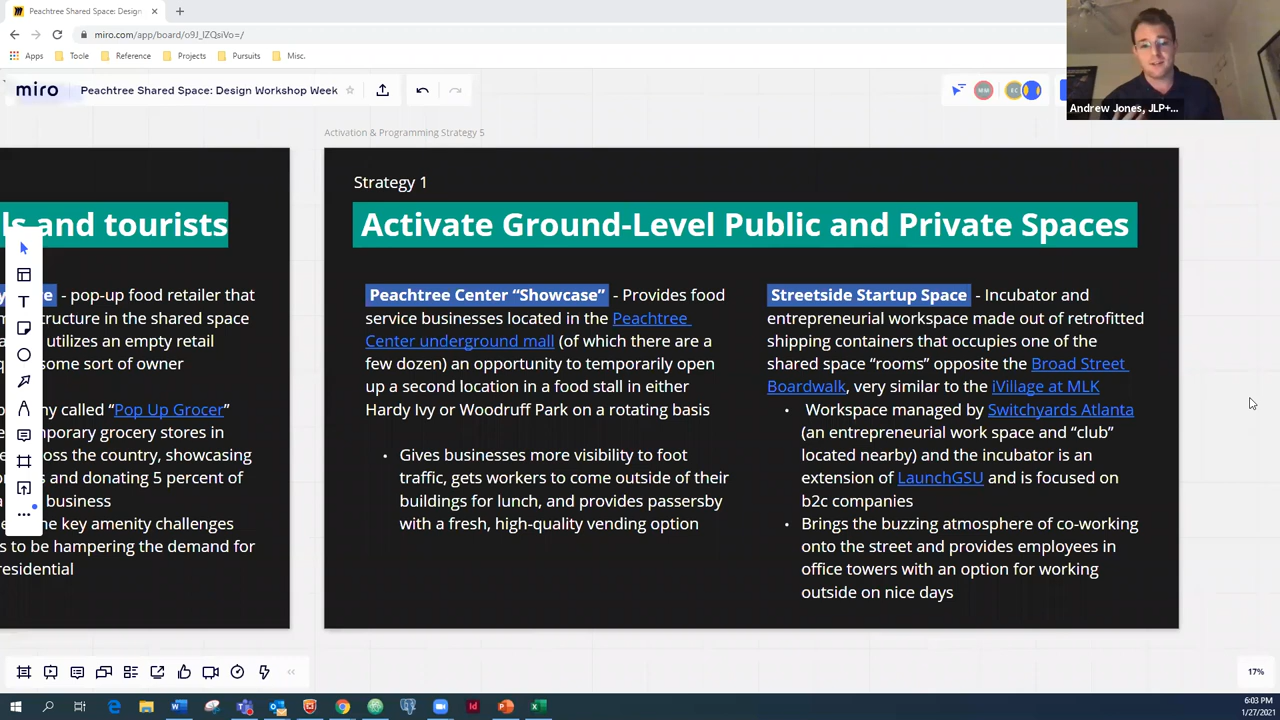 Peachtree Shared Space: Design
miro.com/app/board/o9J_lZQsiVo=/
Apps
Tools
Reference
Projects
Pursuits
Misc.
miro
Peachtree Shared Space: Design Workshop Week
MM
EC
Andrew Jones, JLP+...
Activation & Programming Strategy 5
ls and tourists
- pop-up food retailer that
structure in the shared space
utilizes an empty retail
some sort of owner
called “Pop Up Grocer”
grocery stores in
the country, showcasing
and donating 5 percent of
business
the key amenity challenges
s to be hampering the demand for
residential
Strategy 1
Activate Ground-Level Public and Private Spaces
Peachtree Center “Showcase” - Provides food
service businesses located in the Peachtree
Center underground mall (of which there are a
few dozen) an opportunity to temporarily open
up a second location in a food stall in either
Hardy Ivy or Woodruff Park on a rotating basis
• Gives businesses more visibility to foot
traffic, gets workers to come outside of their
buildings for lunch, and provides passersby
with a fresh, high-quality vending option
Streetside Startup Space - Incubator and
entrepreneurial workspace made out of retrofitted
shipping containers that occupies one of the
shared space “rooms” opposite the Broad Street
Boardwalk, very similar to the iVillage at MLK
• Workspace managed by Switchyards Atlanta
(an entrepreneurial work space and “club”
located nearby) and the incubator is an
extension of LaunchGSU and is focused on
b2c companies
• Brings the buzzing atmosphere of co-working
onto the street and provides employees in
office towers with an option for working
outside on nice days
17%
6:03 PM
1/27/2021